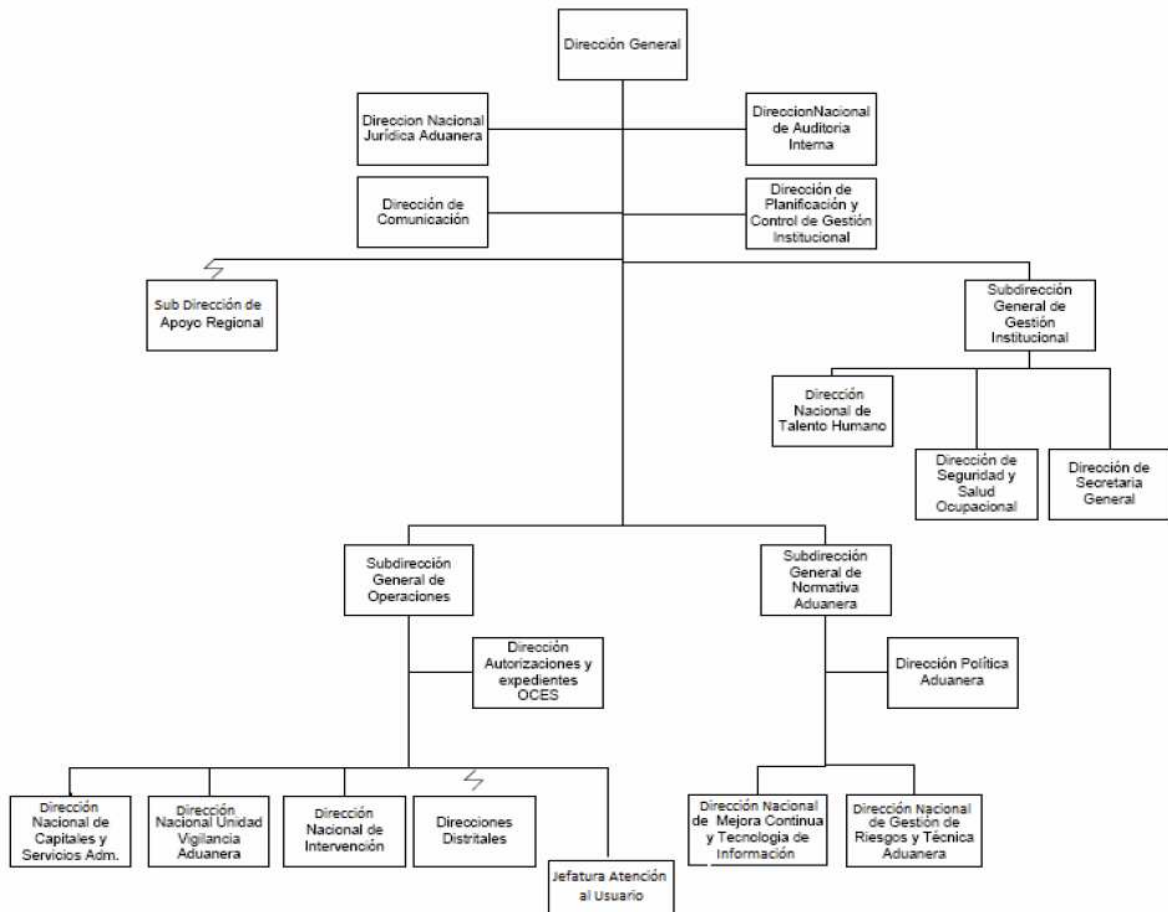 Dirección General
Direccion Nacional
Jurídica Aduanera
DireccionNacional
de Auditoria
Interna
Dirección de
Comunicación
Dirección de
Planificación y
Control de Gestión
Institucional
Sub Dirección de
Apoyo Regional
Subdirección
General de
Gestión
Institucional
Dirección
Nacional de
Talento Humano
Dirección de
Seguridad y
Salud
Ocupacional
Dirección de
Secretaria
General
Subdirección
General de
Operaciones
Subdirección
General de
Normativa
Aduanera
Dirección
Autorizaciones y
expedientes
OCES
Dirección Política
Aduanera
Dirección
Nacional de
Capitales y
Servicios Adm.
Dirección
Nacional Unidad
Vigilancia
Aduanera
Dirección
Nacional de
Intervención
Direcciones
Distritales
Jefatura Atención
al Usuario
Dirección Nacional
de Mejora Continua
y Tecnologia de
Información
Dirección Nacional
de Gestión de
Riesgos y Técnica
Aduanera